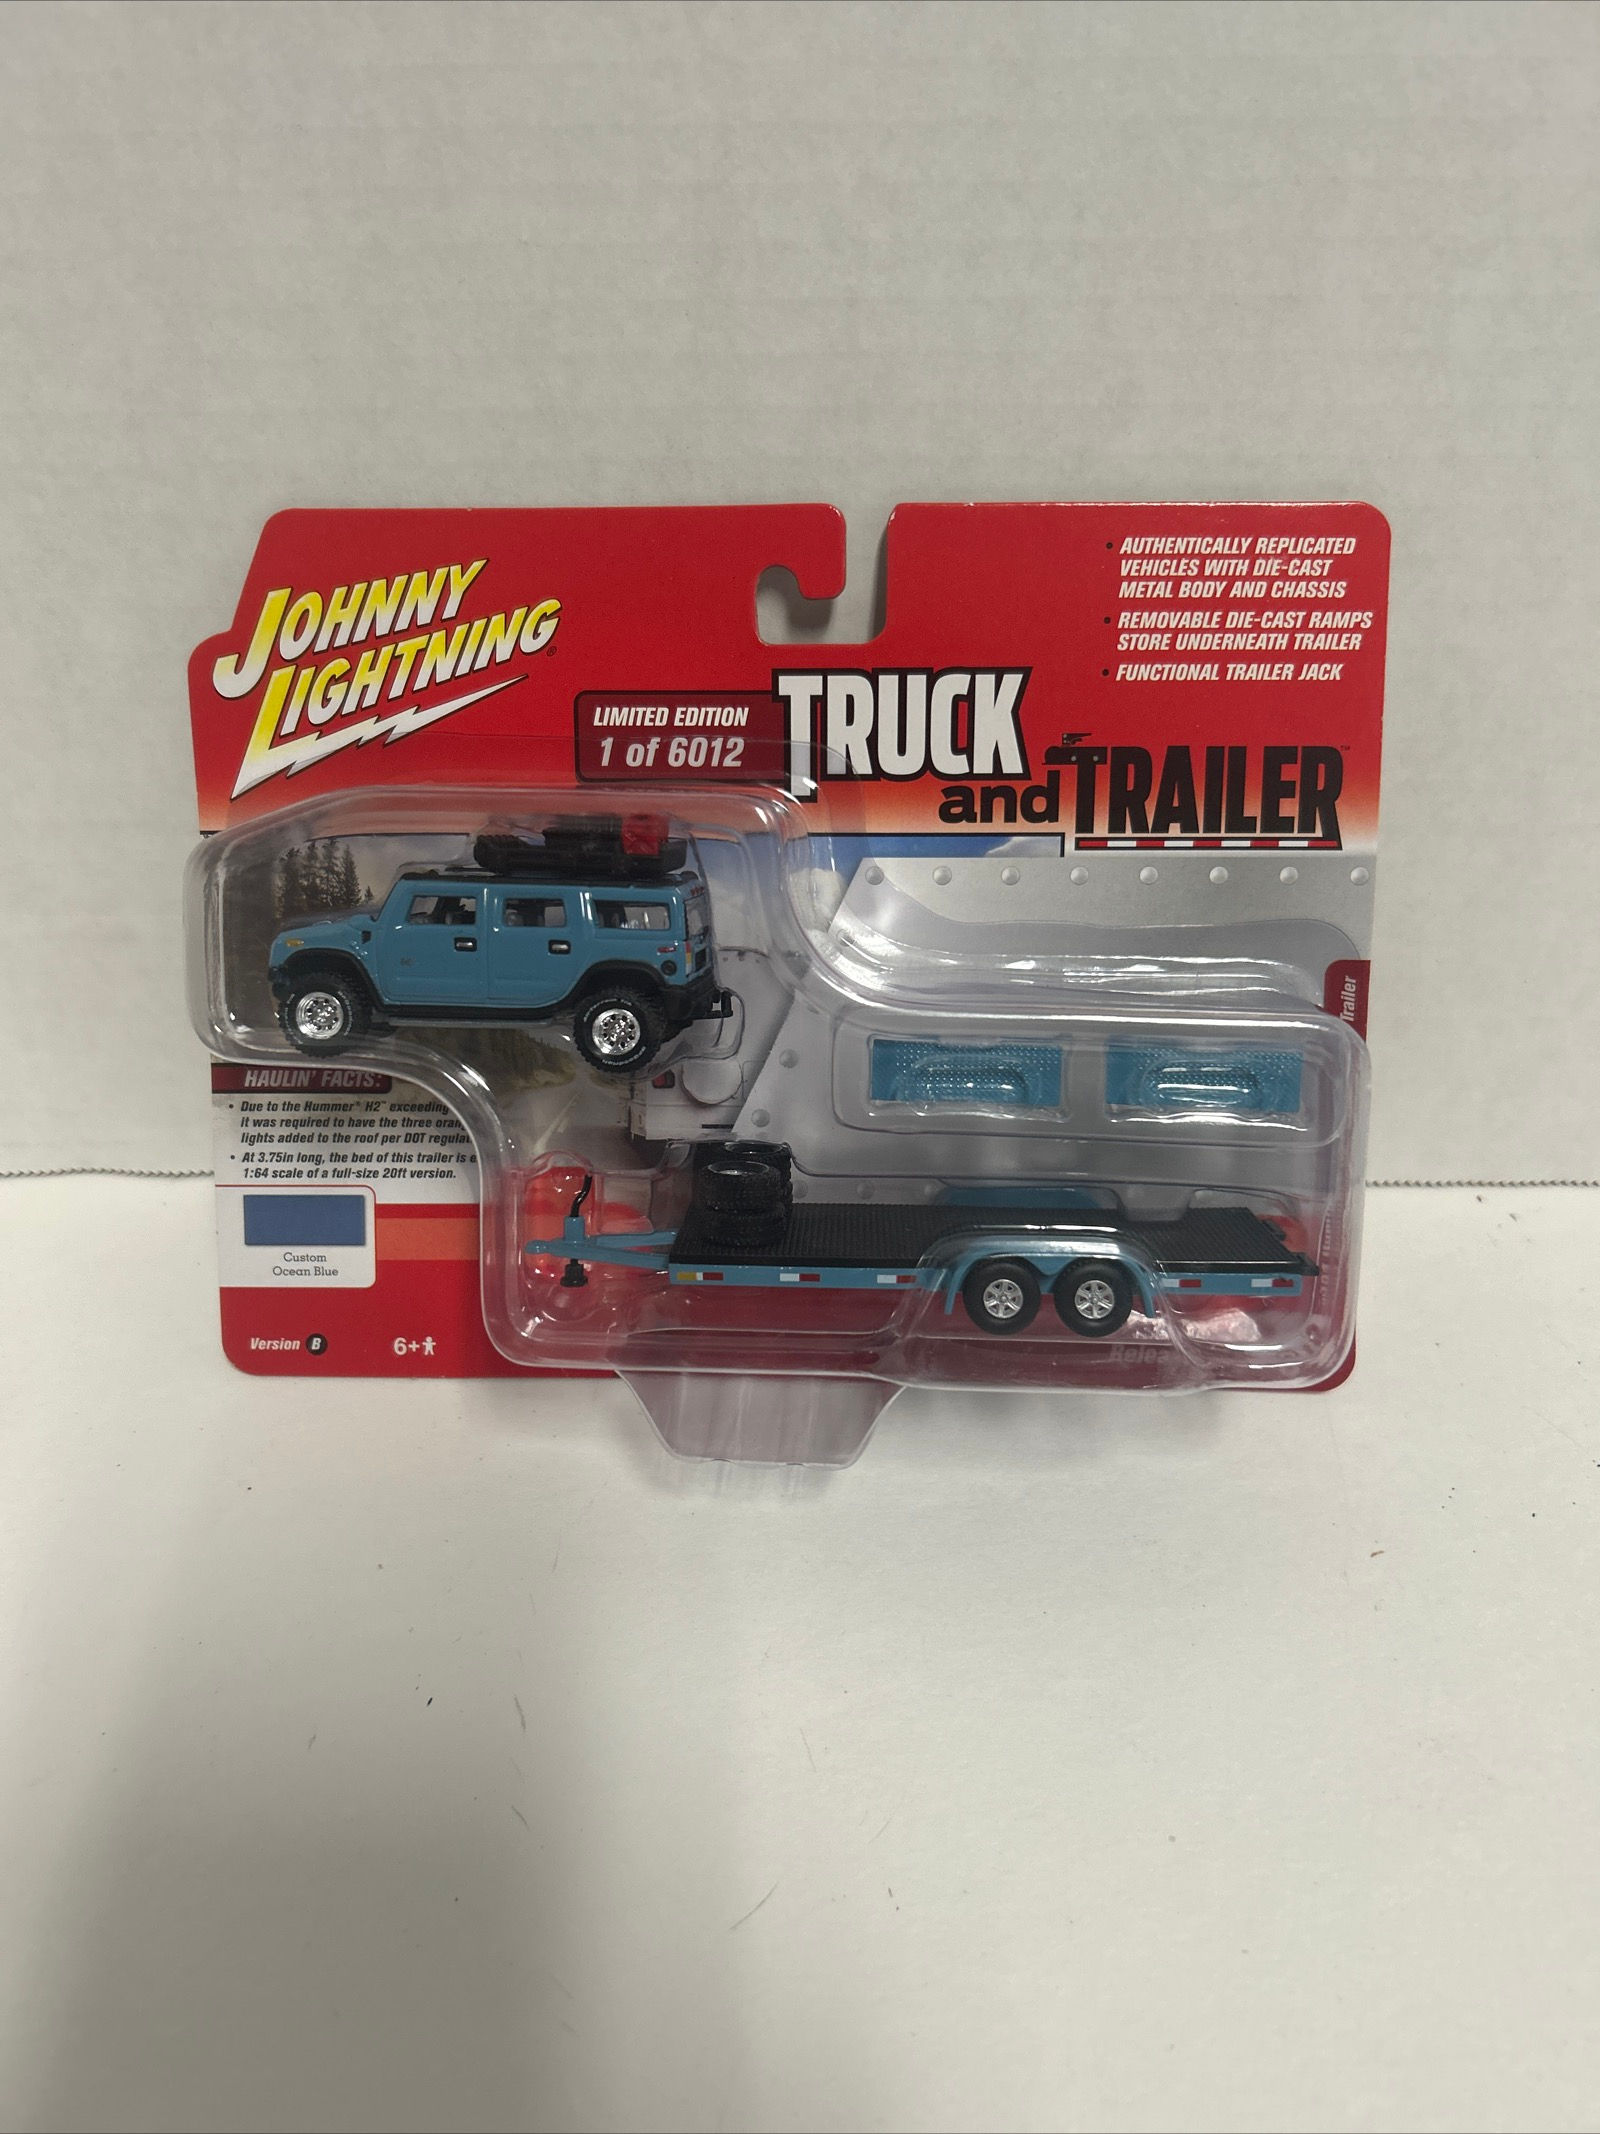 JOHNNY
LIGHTNING®
LIMITED EDITION
1 of 6012
TRUCK
and TRAILER™
• AUTHENTICALLY REPLICATED
VEHICLES WITH DIE-CAST
METAL BODY AND CHASSIS
• REMOVABLE DIE-CAST RAMPS
STORE UNDERNEATH TRAILER
• FUNCTIONAL TRAILER JACK
Trailer
HAULIN' FACTS:
• Due to the Hummer® H2™ exceeding
it was required to have the three
lights added to the roof per DOT
• At 3.75in long, the bed of this trailer is
1:64 scale of a full-size 20ft version.
Custom
Ocean Blue
Version B
6+